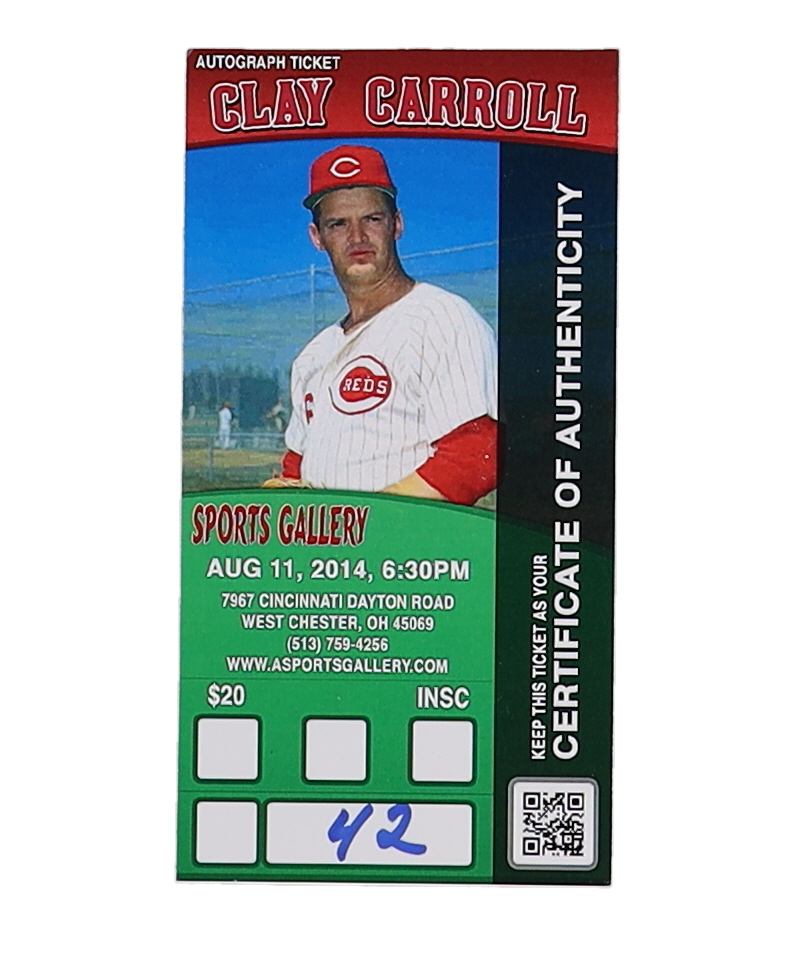 AUTOGRAPH TICKET
CLAY CARROLL
C
REDS
SPORTS GALLERY
AUG 11, 2014, 6:30PM
7967 CINCINNATI DAYTON ROAD
WEST CHESTER, OH 45069
(513) 759-4256
WWW.ASPORTSGALLERY.COM
$20 INSC
42
KEEP THIS TICKET AS YOUR
CERTIFICATE OF AUTHENTICITY